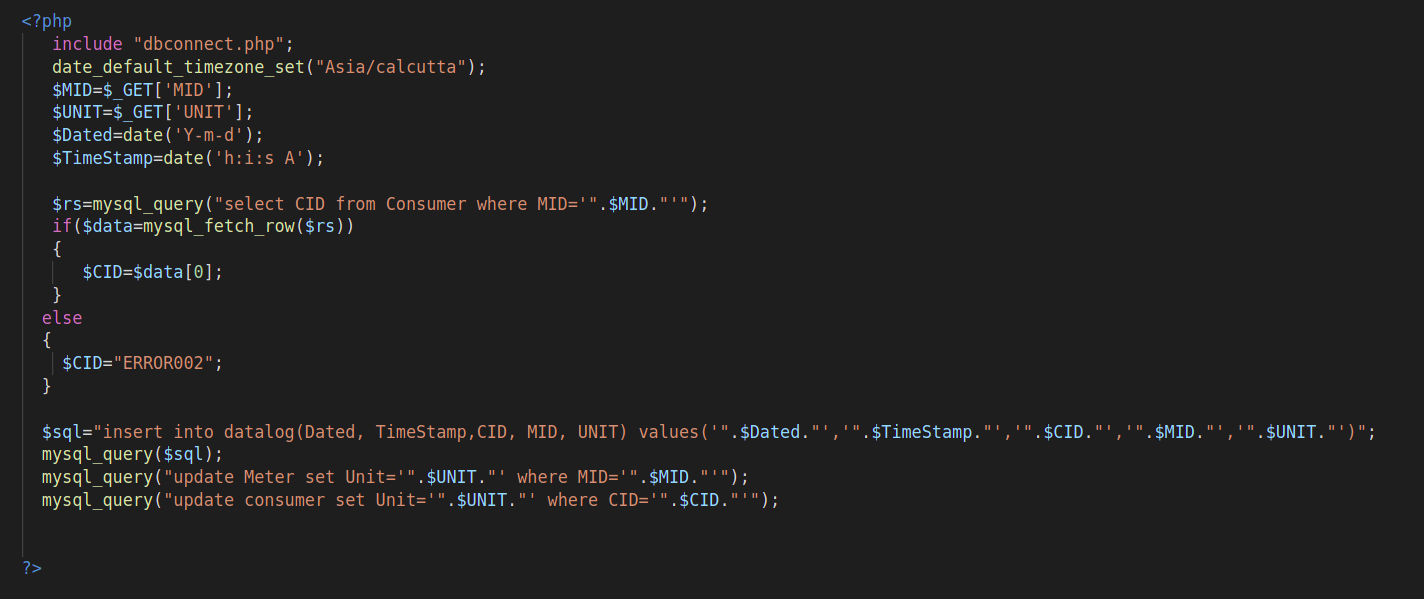 <?php
include "dbconnect.php";
date_default_timezone_set("Asia/calcutta");
$MID=$_GET['MID'];
$UNIT=$_GET['UNIT'];
$Dated=date('Y-m-d');
$TimeStamp=date('h:i:s A');
$rs=mysql_query("select CID from Consumer where MID='".$MID."'");
if($data=mysql_fetch_row($rs))
{
$CID=$data[0];
}
else
{
$CID="ERROR002";
}
$sql="insert into datalog(Dated, TimeStamp,CID, MID, UNIT) values('".$Dated."','".$TimeStamp."','".$CID."','".$MID."','".$UNIT."')";
mysql_query($sql);
mysql_query("update Meter set Unit='".$UNIT."' where MID='".$MID."'");
mysql_query("update consumer set Unit='".$UNIT."' where CID='".$CID."'");
?>